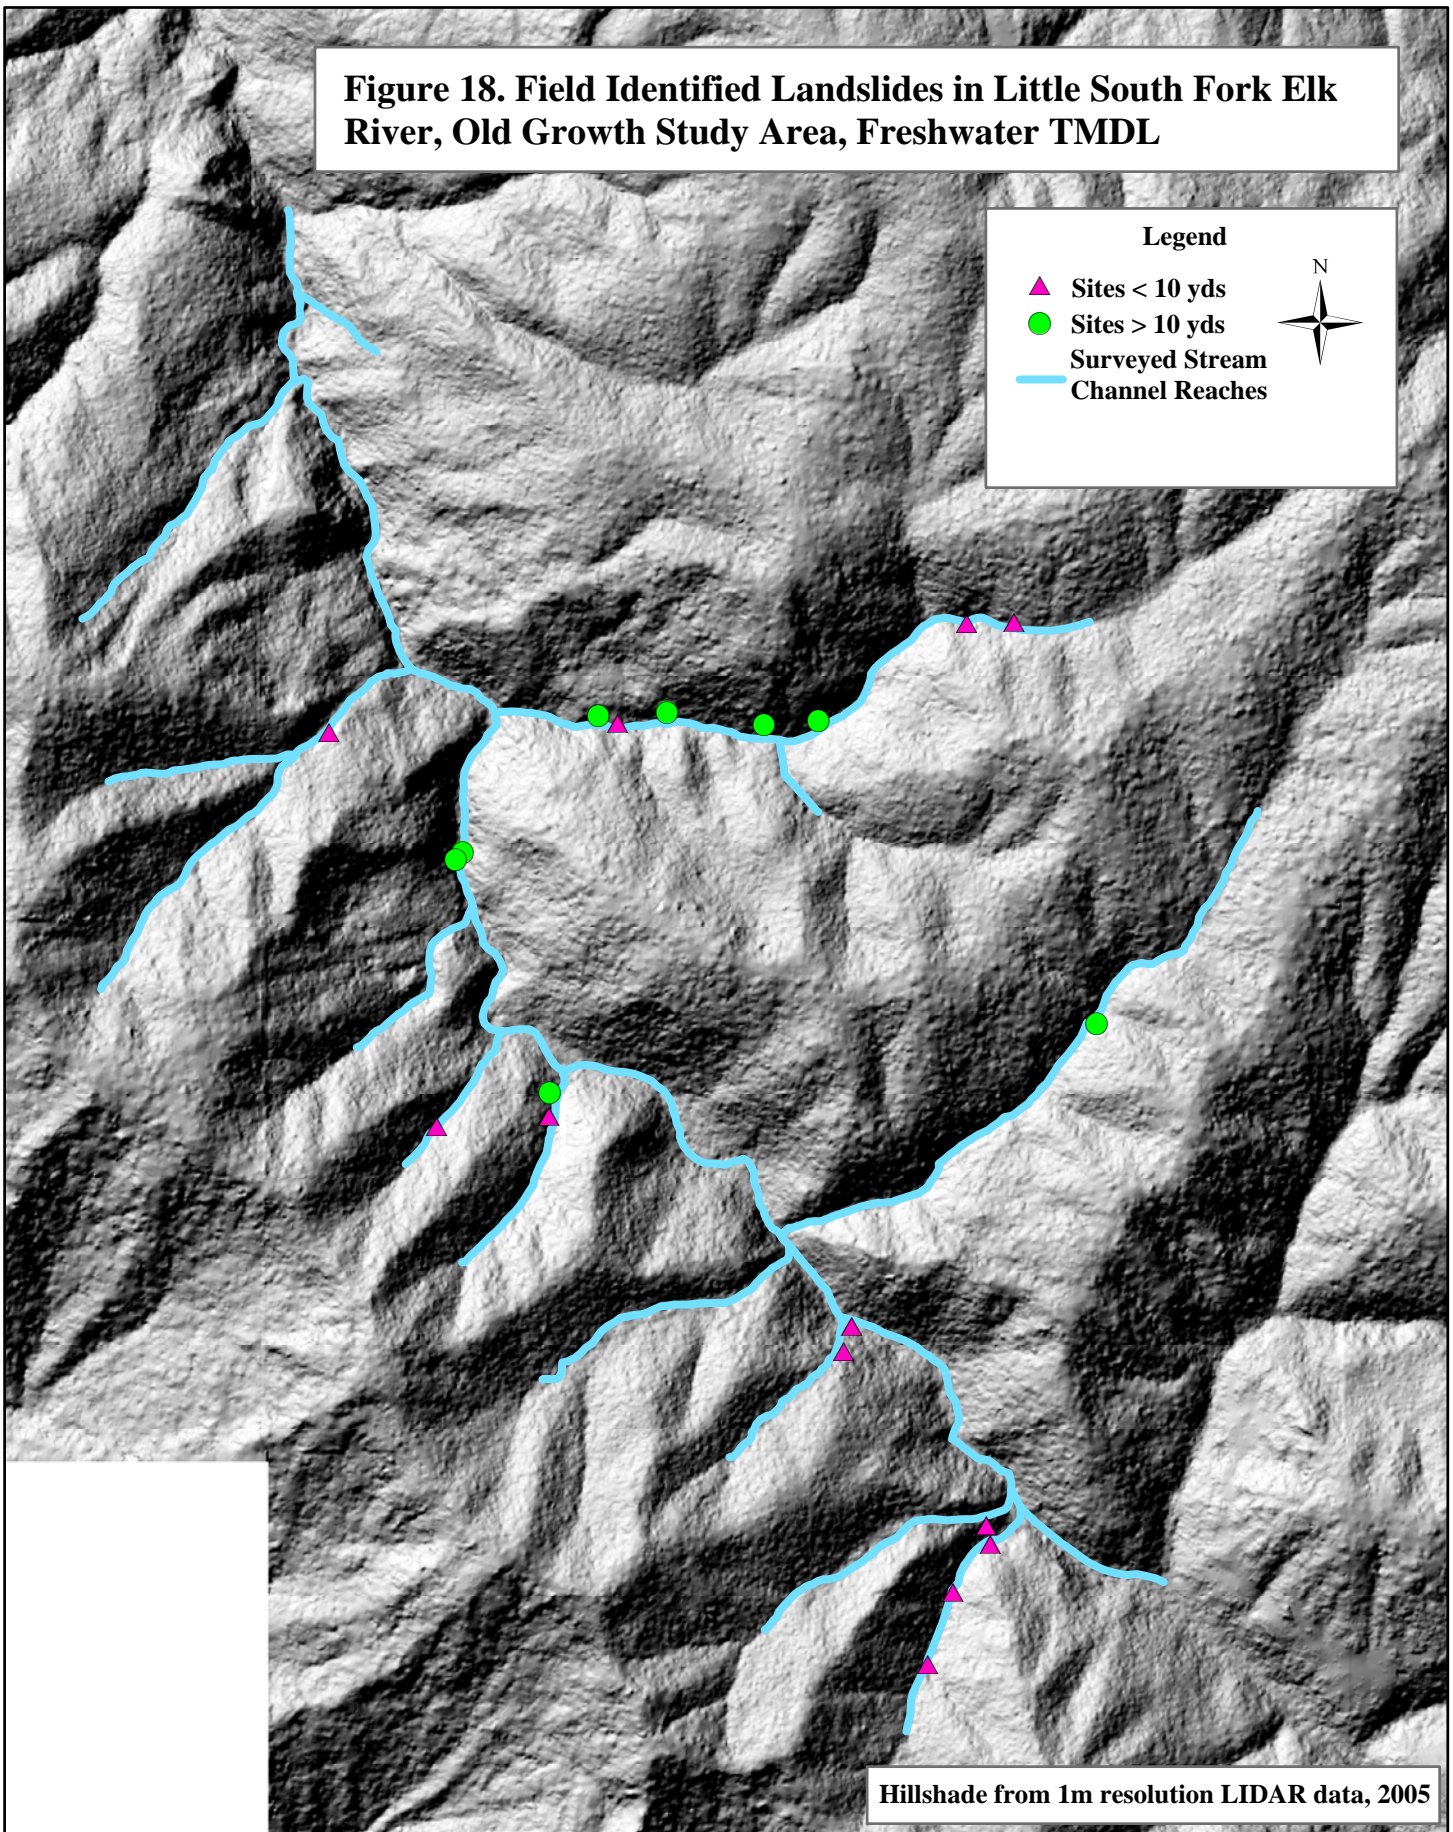 Figure 18. Field Identified Landslides in Little South Fork Elk
River, Old Growth Study Area, Freshwater TMDL
Legend
N
Sites < 10 yds
Sites > 10 yds
Surveyed Stream
Channel Reaches
Hillshade from 1m resolution LIDAR data, 2005